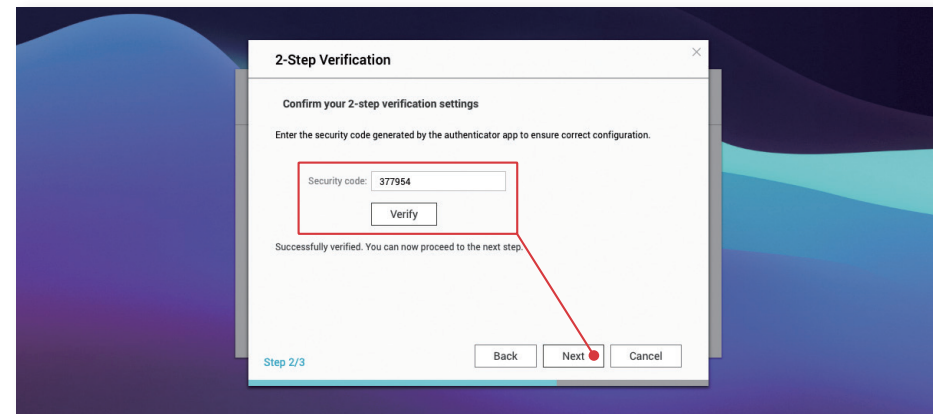 2-Step Verification
Confirm your 2-step verification settings
Enter the security code generated by the authenticator app to ensure correct configuration.
Security code: 377954
Verify
Successfully verified. You can now proceed to the next step.
Step 2/3 Back Next Cancel